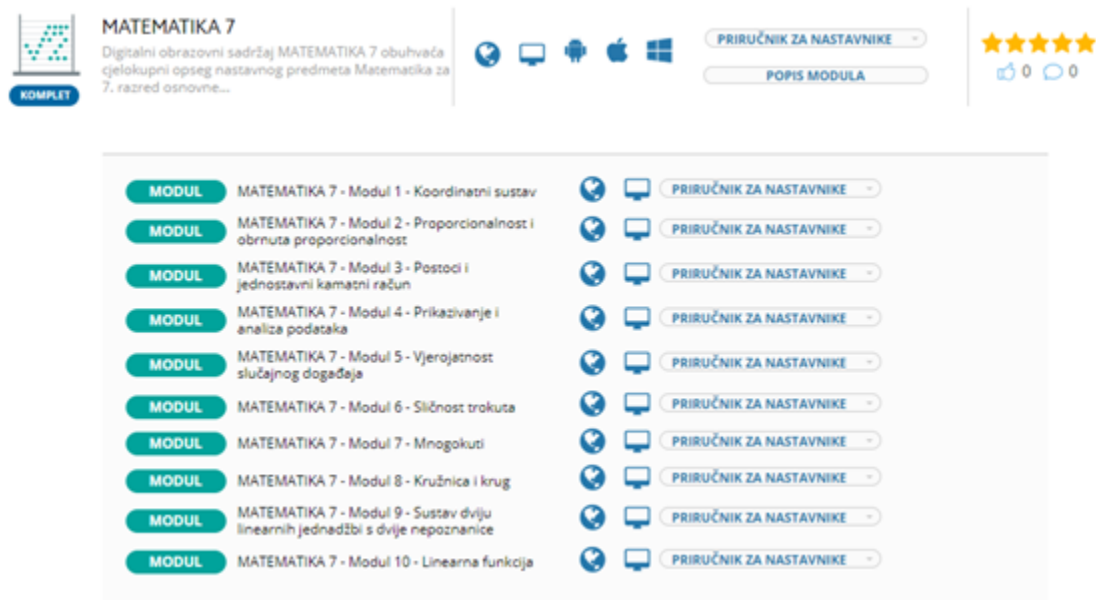 MATEMATIKA 7
Digitalni obrazovni sadržaj MATEMATIKA 7 obuhvaća
cjelokupni opseg nastavnog predmeta Matematika za
7. razred osnovne...
KOMPLET
PRIRUČNIK ZA NASTAVNIKE
POPIS MODULA
0 0
MODUL MATEMATIKA 7 - Modul 1 - Koordinatni sustav PRIRUČNIK ZA NASTAVNIKE
MODUL MATEMATIKA 7 - Modul 2 - Proporcionalnost i
obrnuta proporcionalnost PRIRUČNIK ZA NASTAVNIKE
MODUL MATEMATIKA 7 - Modul 3 - Postoci i
jednostavni kamatni račun PRIRUČNIK ZA NASTAVNIKE
MODUL MATEMATIKA 7 - Modul 4 - Prikazivanje i
analiza podataka PRIRUČNIK ZA NASTAVNIKE
MODUL MATEMATIKA 7 - Modul 5 - Vjerojatnost
slučajnog događaja PRIRUČNIK ZA NASTAVNIKE
MODUL MATEMATIKA 7 - Modul 6 - Sličnost trokuta PRIRUČNIK ZA NASTAVNIKE
MODUL MATEMATIKA 7 - Modul 7 - Mnogokuti PRIRUČNIK ZA NASTAVNIKE
MODUL MATEMATIKA 7 - Modul 8 - Kružnica i krug PRIRUČNIK ZA NASTAVNIKE
MODUL MATEMATIKA 7 - Modul 9 - Sustav dviju
linearnih jednadžbi s dvije nepoznanice PRIRUČNIK ZA NASTAVNIKE
MODUL MATEMATIKA 7 - Modul 10 - Linearna funkcija PRIRUČNIK ZA NASTAVNIKE